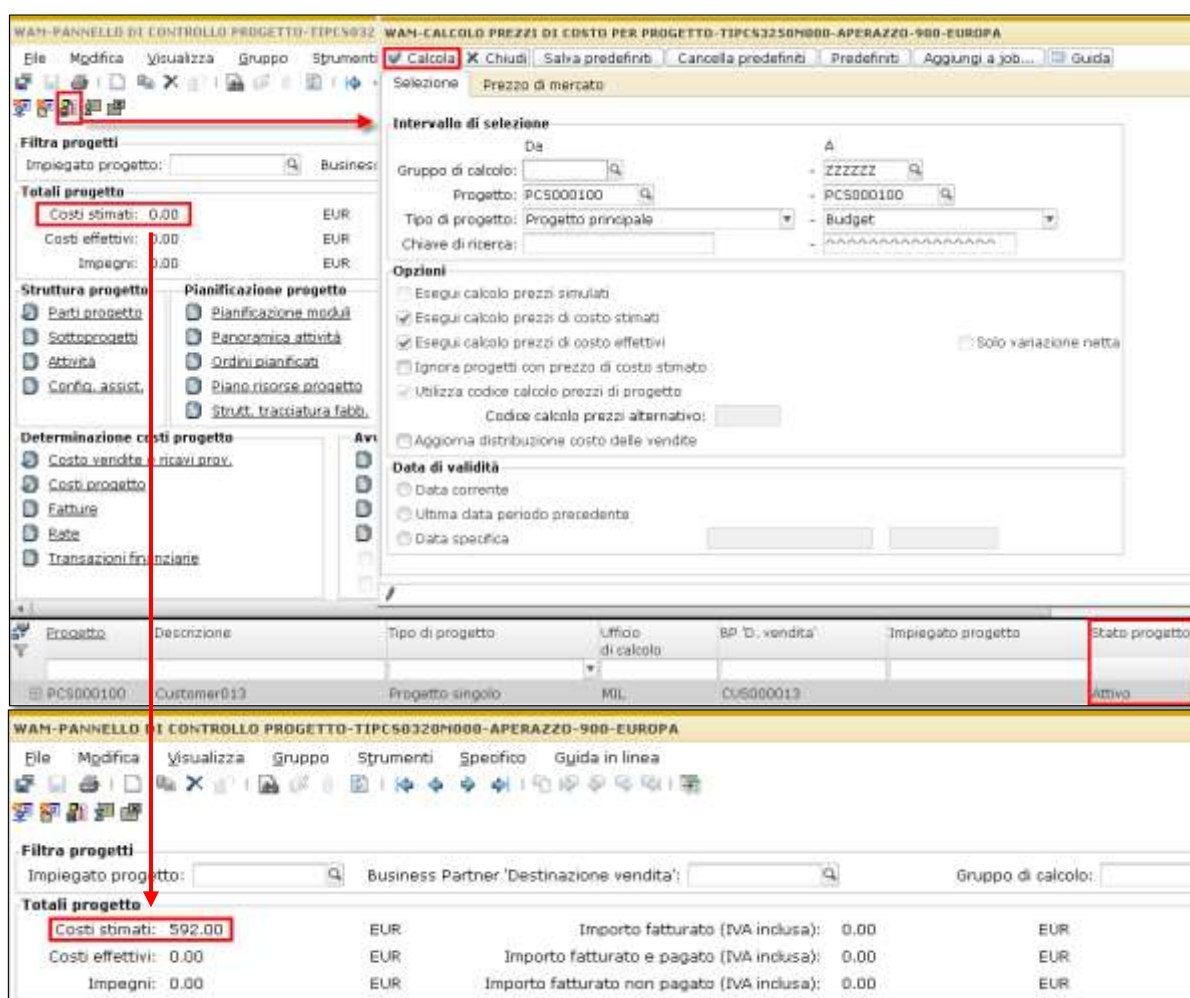 WAM-PANNELLO DI CONTROLLO PROGETTO-TIPCS032
File Modifica Visualizza Gruppo Strumenti
Filtra progetti
Impiegato progetto: Business
Totali progetto
Costi stimati: 0.00 EUR
Costi effettivi: 0.00 EUR
Impegni: 0.00 EUR
Struttura progetto Pianificazione progetto
Parti progetto Pianificazione moduli
Sottoprogetti Panoramica attività
Attività Ordini pianificati
Config. assist. Piano risorse progetto
Strutt. tracciatura fabb.
Determinazione costi progetto Avv
Costo vendite e ricavi prov.
Costi progetto
Fatture
Rate
Transazioni finanziarie
WAM-CALCOLO PREZZI DI COSTO PER PROGETTO-TIPCS3250M000-APERAZZO-900-EUROPA
Calcola Chiudi Salva predefiniti Cancella predefiniti Predefiniti Aggiungi a job... Guida
Selezione Prezzo di mercato
Intervallo di selezione
Da A
Gruppo di calcolo: - ZZZZZZ
Progetto: PCS000100 - PCS000100
Tipo di progetto: Progetto principale - Budget
Chiave di ricerca: -
Opzioni
Esegui calcolo prezzi simulati
Esegui calcolo prezzi di costo stimati
Esegui calcolo prezzi di costo effettivi Solo variazione netta
Ignora progetti con prezzo di costo stimato
Utilizza codice calcolo prezzi di progetto
Codice calcolo prezzi alternativo:
Aggiorna distribuzione costo delle vendite
Data di validità
Data corrente
Ultima data periodo precedente
Data specifica
Progetto Descrizione Tipo di progetto Ufficio di calcolo BP 'D. vendita' Impiegato progetto Stato progetto
PCS000100 Customer013 Progetto singolo MIL CUS000013 Attivo
WAM-PANNELLO DI CONTROLLO PROGETTO-TIPCS0320M000-APERAZZO-900-EUROPA
File Modifica Visualizza Gruppo Strumenti Specifico Guida in linea
Filtra progetti
Impiegato progetto: Business Partner 'Destinazione vendita': Gruppo di calcolo:
Totali progetto
Costi stimati: 592.00 EUR Importo fatturato (IVA inclusa): 0.00 EUR
Costi effettivi: 0.00 EUR Importo fatturato e pagato (IVA inclusa): 0.00 EUR
Impegni: 0.00 EUR Importo fatturato non pagato (IVA inclusa): 0.00 EUR